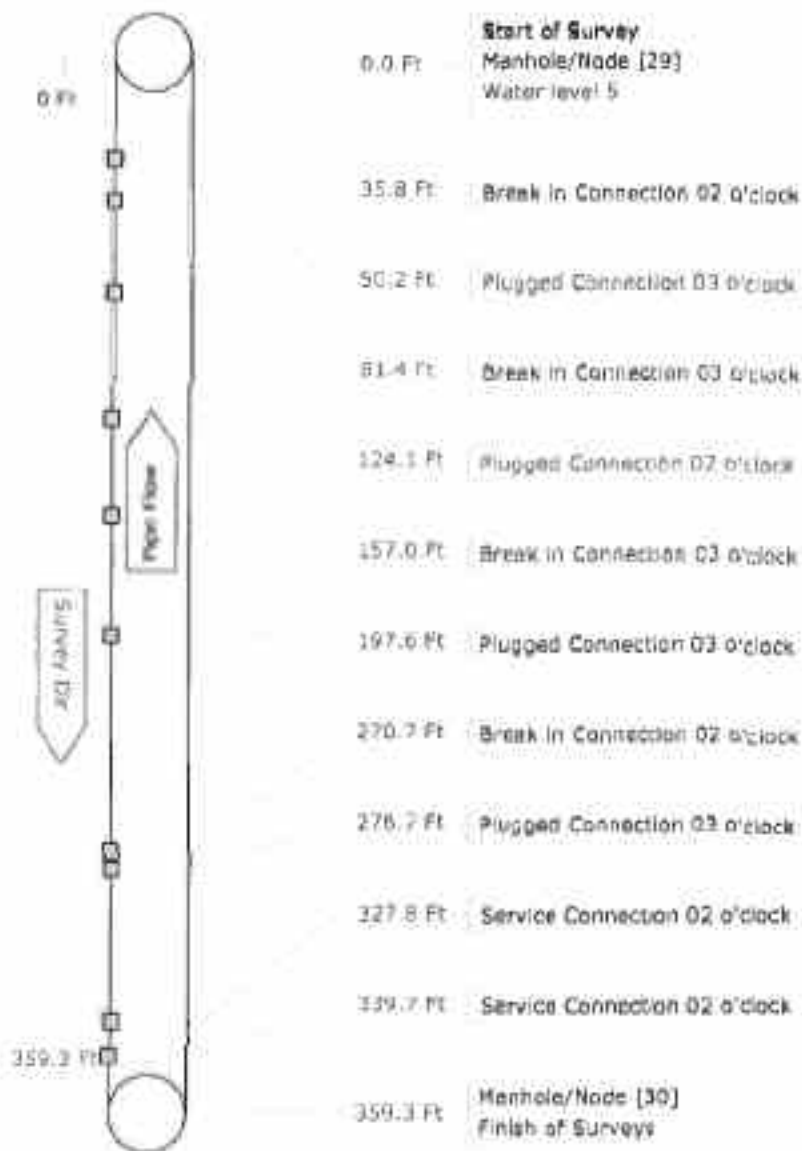 Start of Survey
0.0 Ft Manhole/Node [29]
Water level 5
0 Ft
35.8 Ft Break in Connection 02 o'clock
50.2 Ft Plugged Connection 03 o'clock
81.4 Ft Break in Connection 03 o'clock
124.1 Ft Plugged Connection 02 o'clock
Pipe Flow
157.0 Ft Break in Connection 03 o'clock
Survey Dir
197.6 Ft Plugged Connection 03 o'clock
270.7 Ft Break in Connection 02 o'clock
276.7 Ft Plugged Connection 03 o'clock
327.8 Ft Service Connection 02 o'clock
339.7 Ft Service Connection 02 o'clock
359.3 Ft
Manhole/Node [30]
359.3 Ft Finish of Surveys